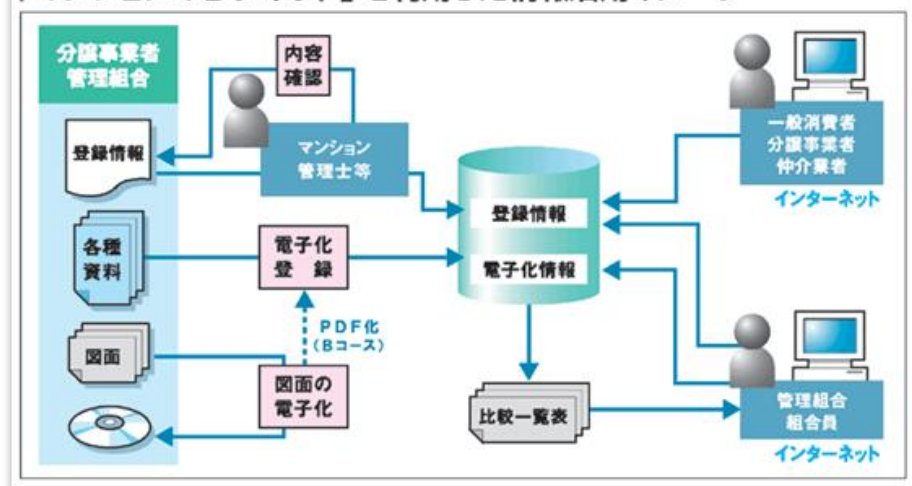 分譲事業者
管理組合
内容
確認
登録情報
マンション
管理士等
各種
資料
電子化
登 録
PDF化
(Bコース)
図面
図面の
電子化
登録情報
電子化情報
比較一覧表
一般消費者
分譲事業者
仲介業者
インターネット
管理組合
組合員
インターネット